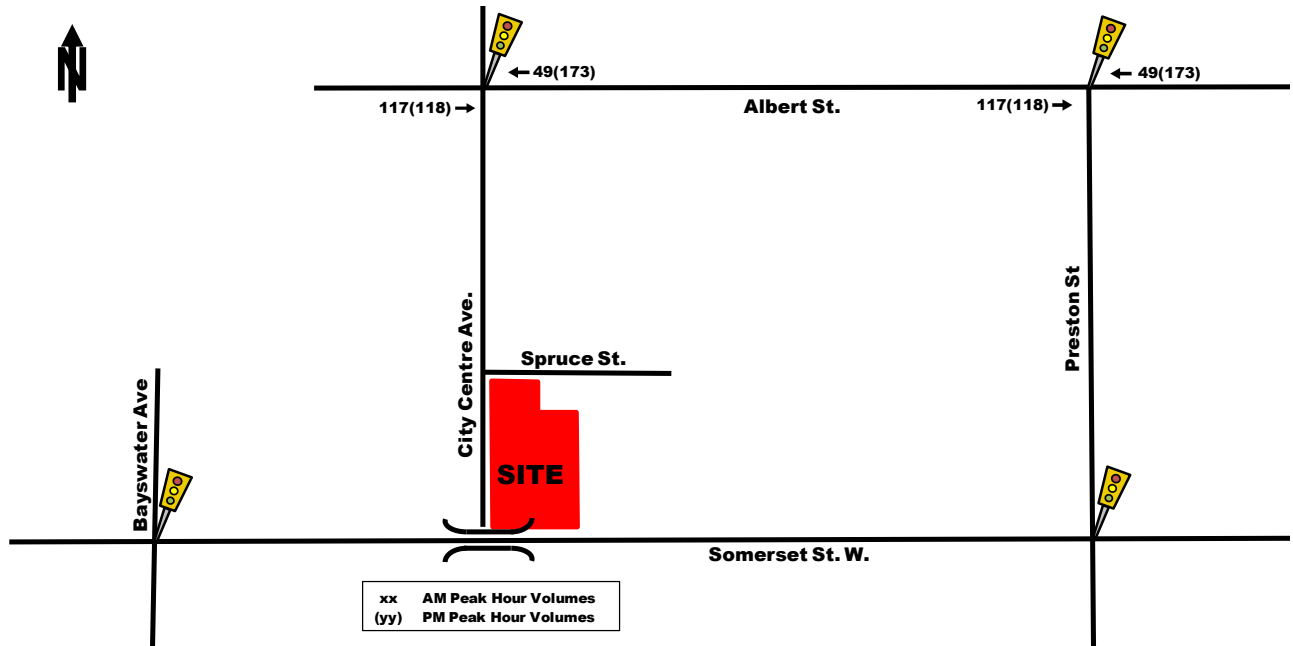 N
49(173)
49(173)
117(118)
Albert St.
117(118)
City Centre Ave.
Preston St
Spruce St.
Bayswater Ave
SITE
Somerset St. W.
xx AM Peak Hour Volumes
(yy) PM Peak Hour Volumes